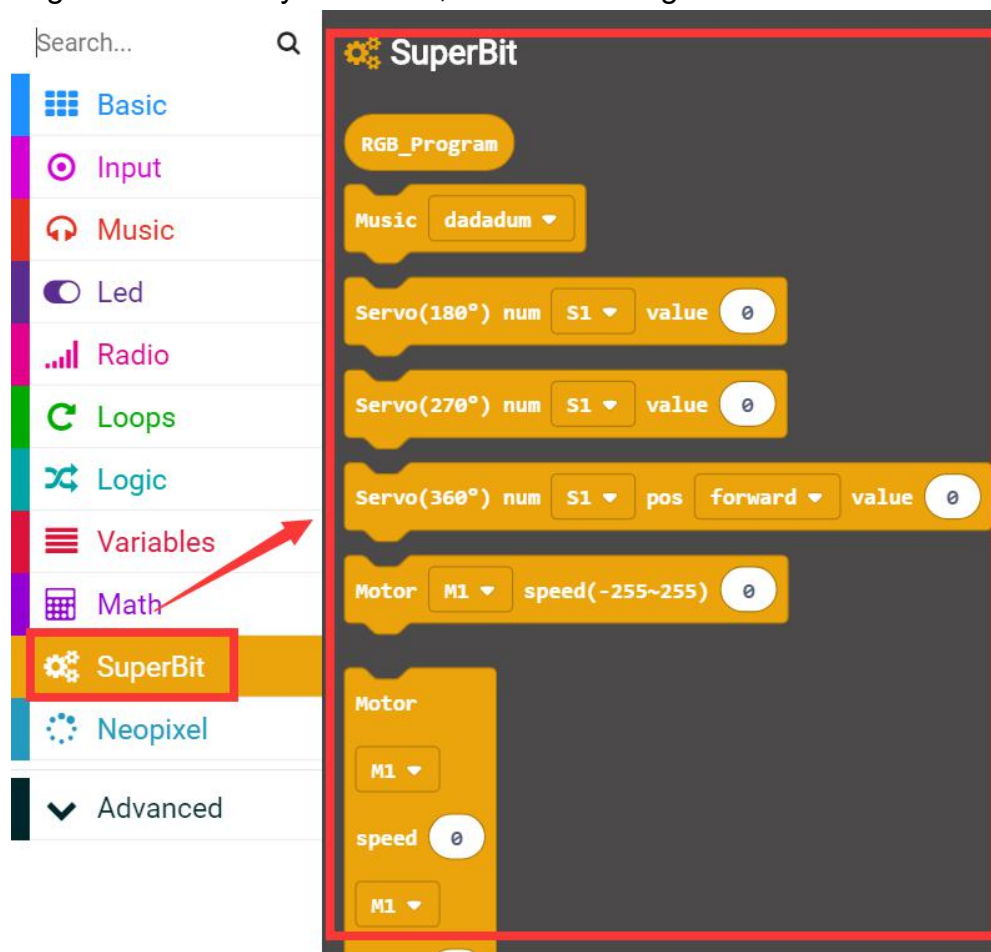 Search...
Basic
Input
Music
Led
Radio
Loops
Logic
Variables
Math
SuperBit
Neopixel
Advanced
SuperBit
RGB_Program
Music dadadum
Servo(180°) num S1 value 0
Servo(270°) num S1 value 0
Servo(360°) num S1 pos forward value 0
Motor M1 speed(-255~255) 0
Motor
M1
speed 0
M1